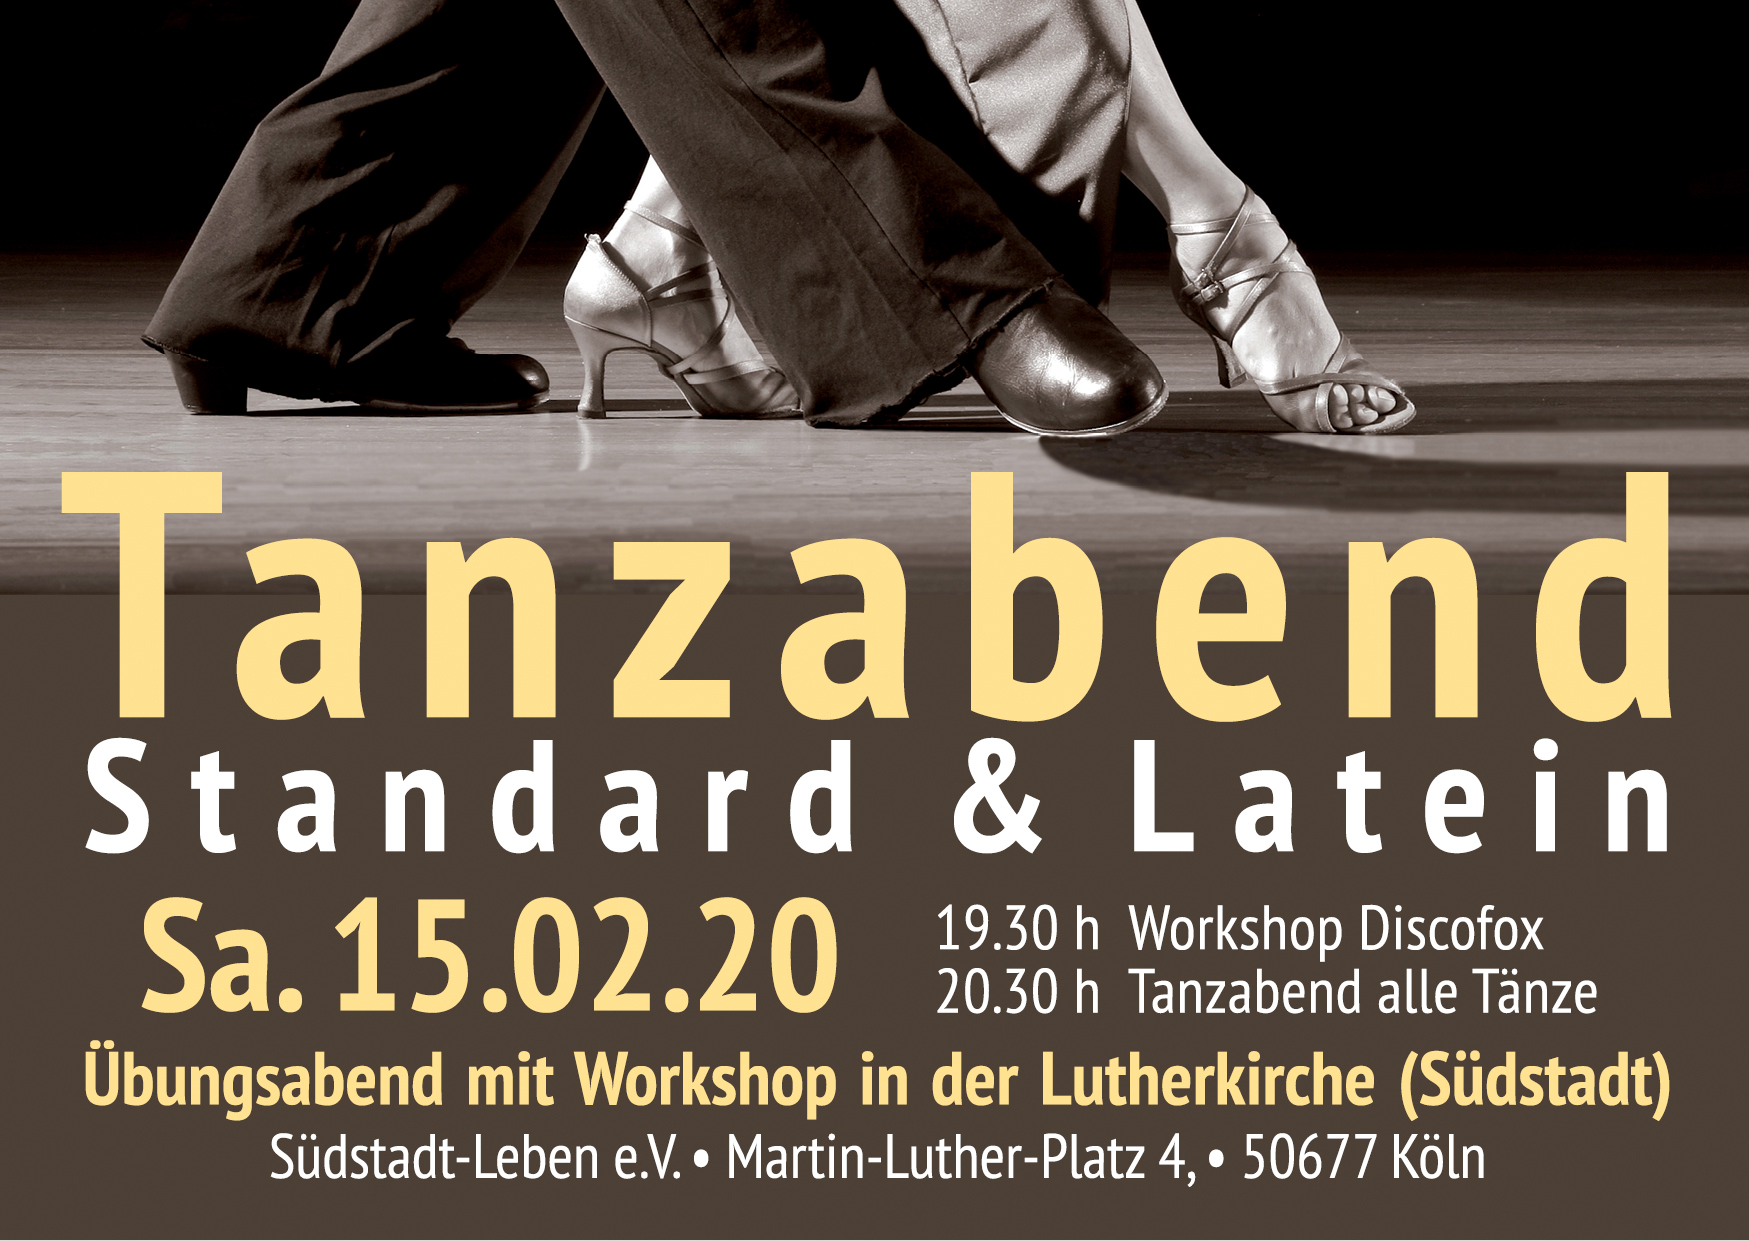 Tanzabend
Standard & Latein
Sa. 15.02.20
19.30 h Workshop Discofox
20.30 h Tanzabend alle Tänze
Übungsabend mit Workshop in der Lutherkirche (Südstadt)
Südstadt-Leben e.V. • Martin-Luther-Platz 4, • 50677 Köln